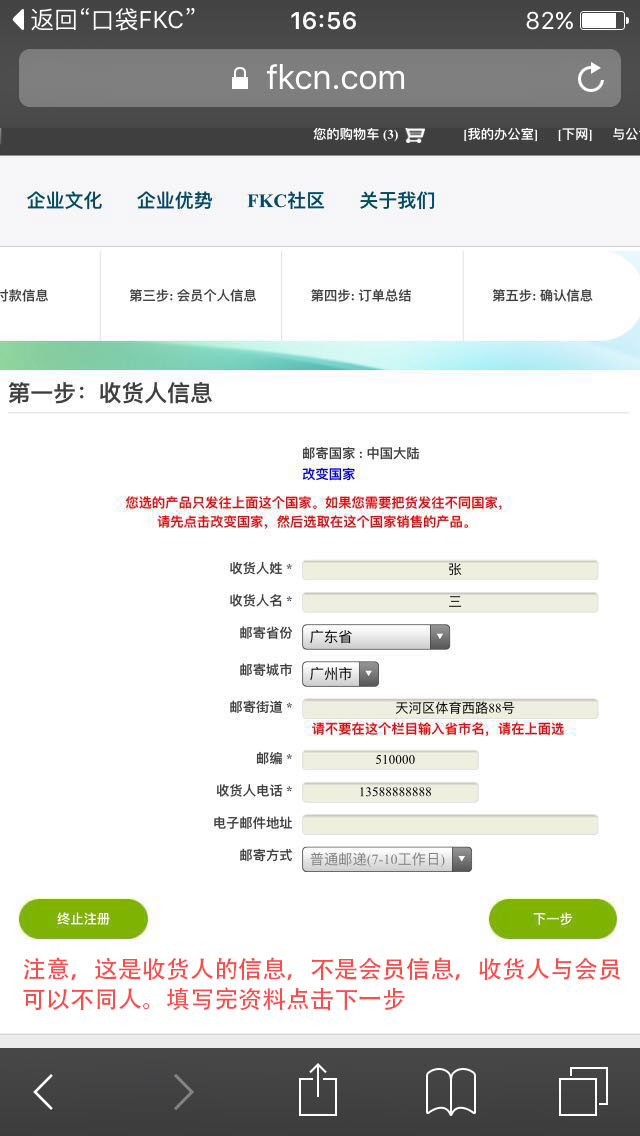 返回“口袋FKC”
16:56
82%
fkcn.com
您的购物车 (3)
[我的办公室]
[下网]
与公
企业文化
企业优势
FKC社区
关于我们
付款信息
第三步: 会员个人信息
第四步: 订单总结
第五步: 确认信息
第一步：收货人信息
邮寄国家 : 中国大陆
改变国家
您选的产品只发往上面这个国家。如果您需要把货发往不同国家，
请先点击改变国家，然后选取在这个国家销售的产品。
收货人姓 * 张
收货人名 * 三
邮寄省份 广东省
邮寄城市 广州市
邮寄街道 * 天河区体育西路88号
请不要在这个栏目输入省市名，请在上面选
邮编 * 510000
收货人电话 * 13588888888
电子邮件地址
邮寄方式 普通邮递(7-10工作日)
终止注册
下一步
注意，这是收货人的信息，不是会员信息，收货人与会员
可以不同人。填写完资料点击下一步